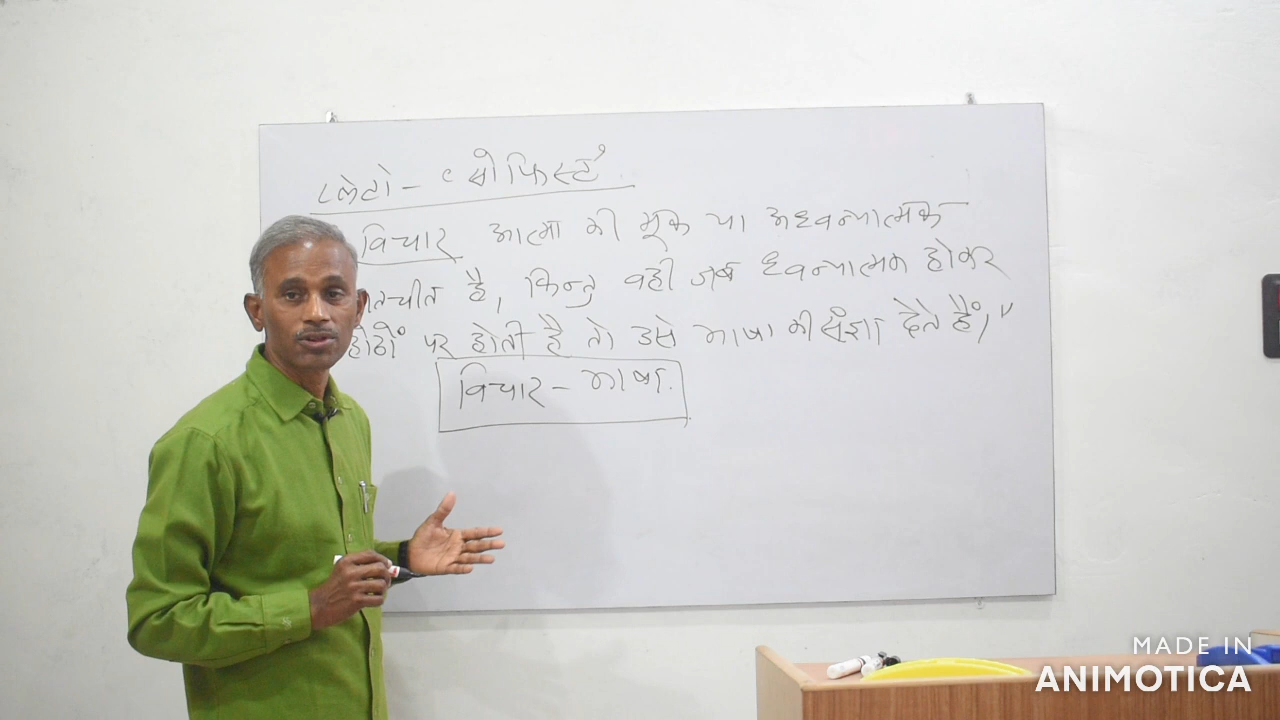 प्लेटो - 'सोफिस्ट'
विचार आत्मा की मूक या अध्वन्यात्मक
तचीत है, किन्तु वही जब ध्वन्यात्मक होकर
होठों पर होती है तो उसे भाषा की संज्ञा देते हैं।"
विचार - भाषा.
MADE IN
ANIMOTICA